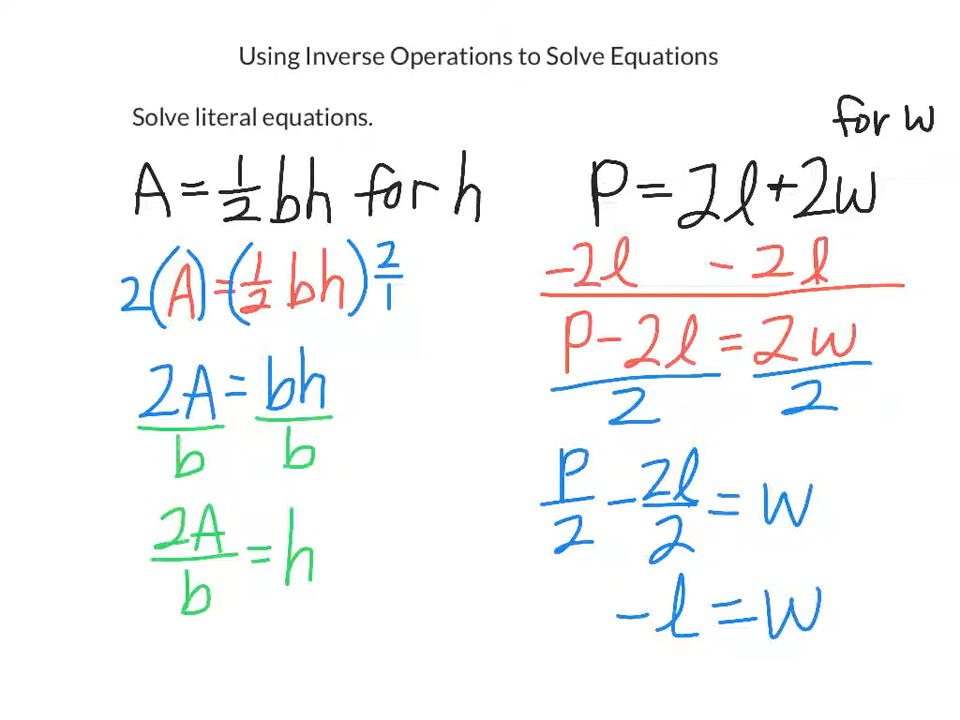 Using Inverse Operations to Solve Equations
Solve literal equations.
for w
A = 1/2 bh for h
P = 2l + 2w
2(A) = (1/2 bh) 2/1
-2l - 2l
2A = bh
b b
P - 2l = 2w
2 2
2A/b = h
P/2 - 2l/2 = w
-l = w